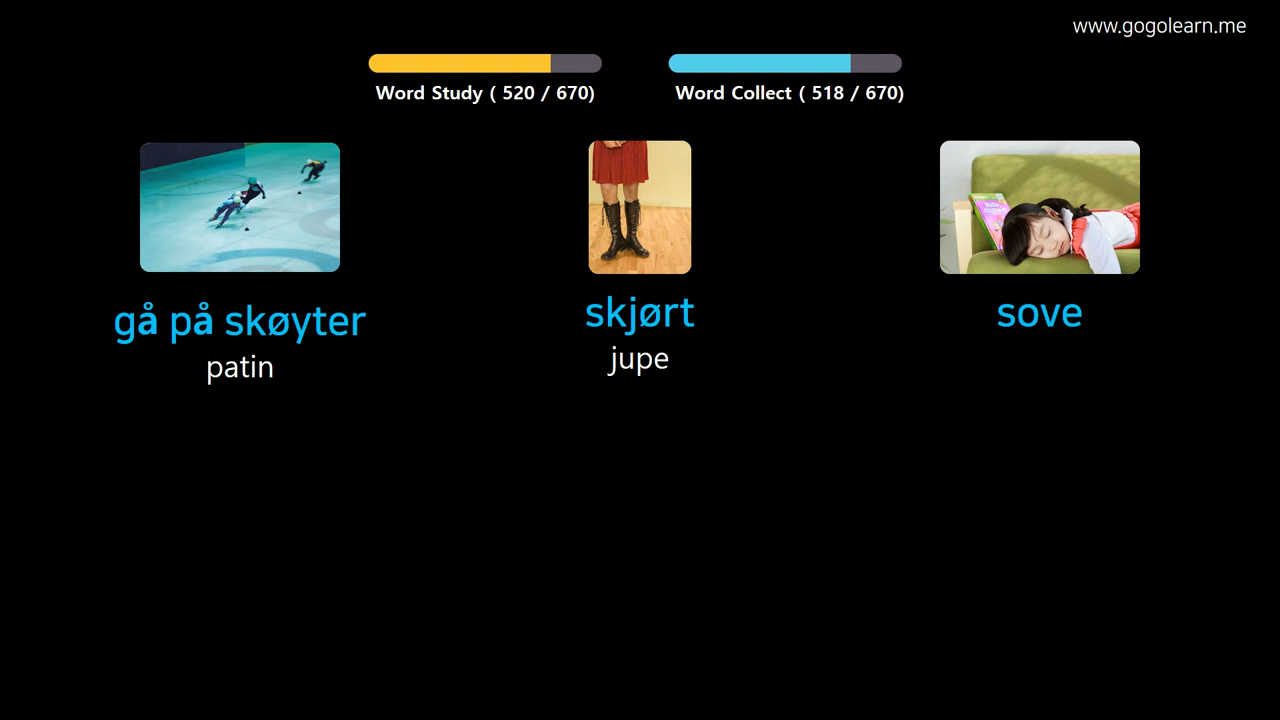 www.gogolearn.me
Word Study ( 520 / 670)
Word Collect ( 518 / 670)
gå på skøyter
patin
skjørt
jupe
sove